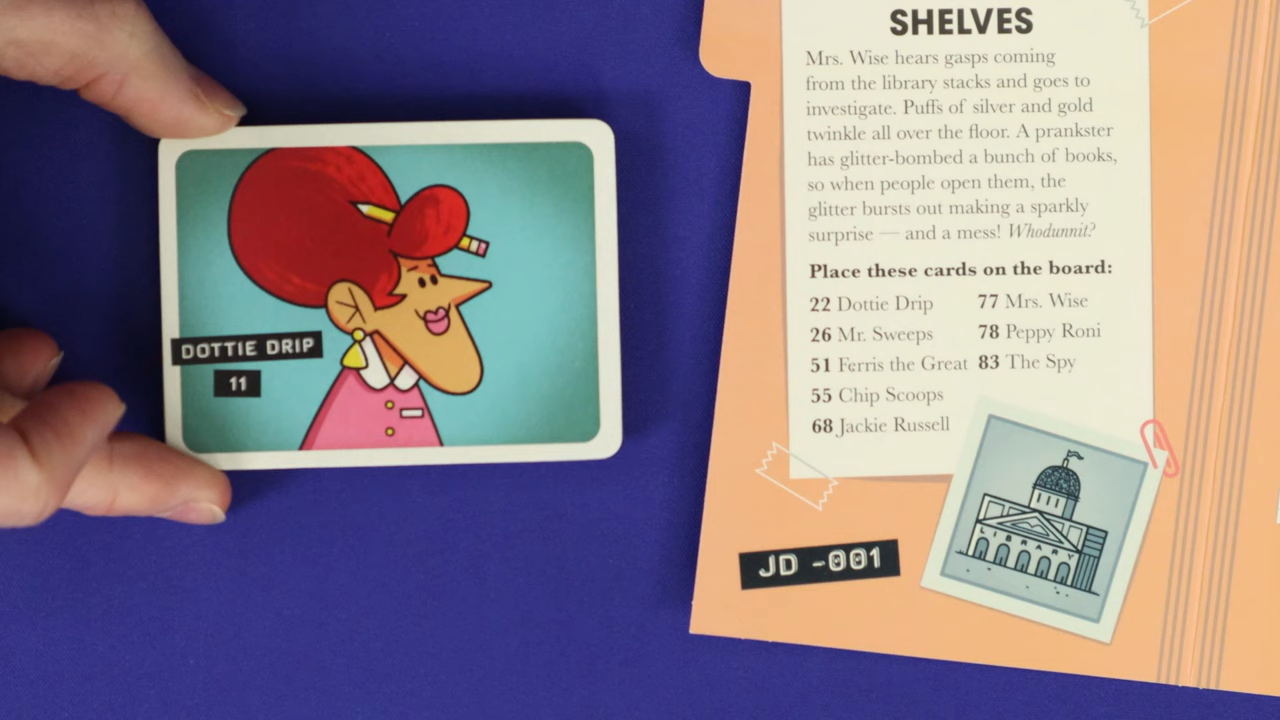 DOTTIE DRIP
11
SHELVES
Mrs. Wise hears gasps coming
from the library stacks and goes to
investigate. Puffs of silver and gold
twinkle all over the floor. A prankster
has glitter-bombed a bunch of books,
so when people open them, the
glitter bursts out making a sparkly
surprise — and a mess! Whodunnit?
Place these cards on the board:
22 Dottie Drip
26 Mr. Sweeps
51 Ferris the Great
55 Chip Scoops
68 Jackie Russell
77 Mrs. Wise
78 Peppy Roni
83 The Spy
LIBRARY
JD -001